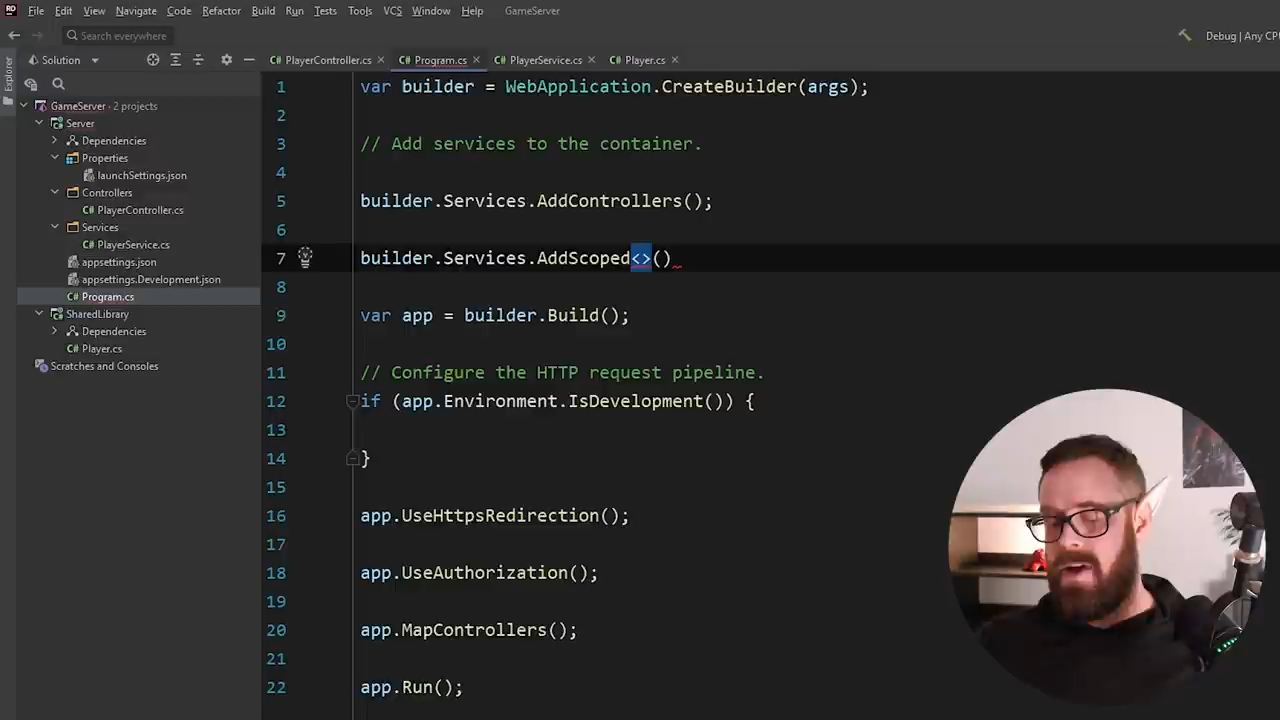 File Edit View Navigate Code Refactor Build Run Tests Tools VCS Window Help GameServer
Search everywhere Debug | Any CP
Explorer
Solution PlayerController.cs Program.cs PlayerService.cs Player.cs
GameServer · 2 projects
Server
Dependencies
Properties
launchSettings.json
Controllers
PlayerController.cs
Services
PlayerService.cs
appsettings.json
appsettings.Development.json
Program.cs
SharedLibrary
Dependencies
Player.cs
Scratches and Consoles
1 var builder = WebApplication.CreateBuilder(args);
2
3 // Add services to the container.
4
5 builder.Services.AddControllers();
6
7 builder.Services.AddScoped<>()
8
9 var app = builder.Build();
10
11 // Configure the HTTP request pipeline.
12 if (app.Environment.IsDevelopment()) {
13
14 }
15
16 app.UseHttpsRedirection();
17
18 app.UseAuthorization();
19
20 app.MapControllers();
21
22 app.Run();